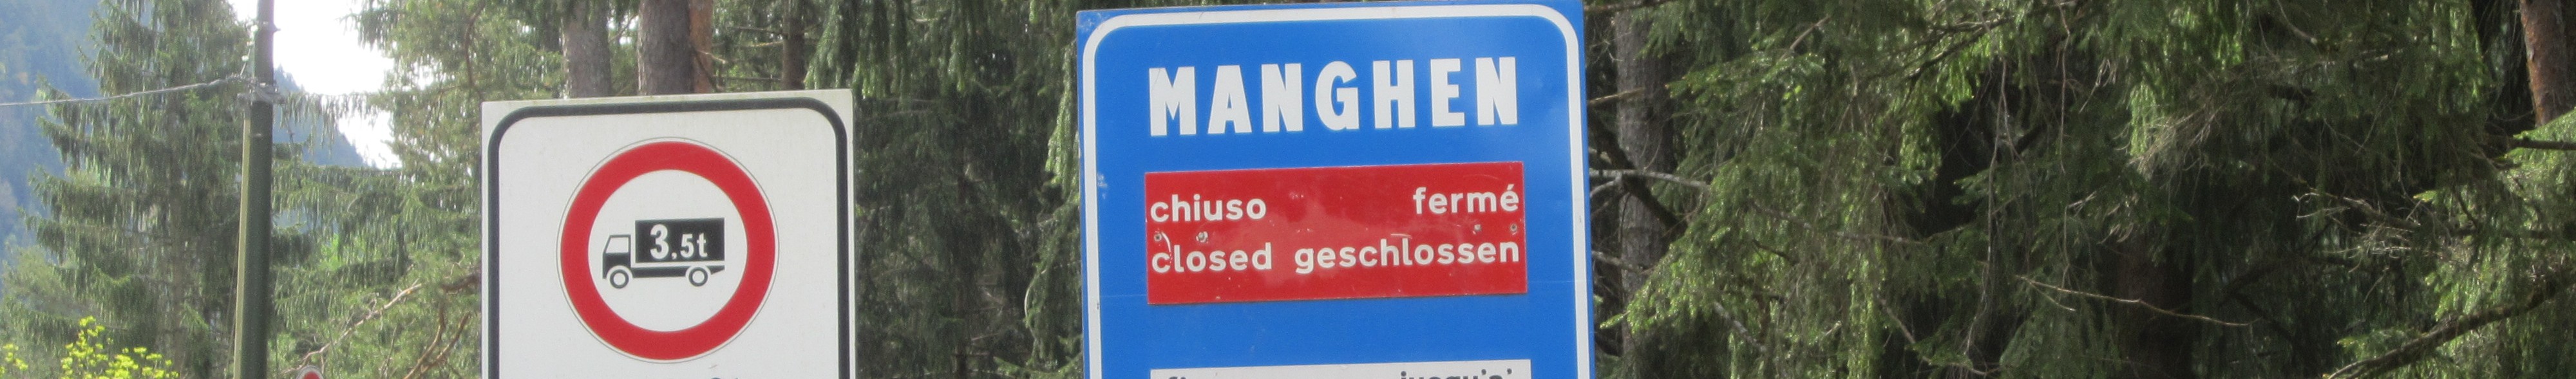 3,5t
MANGHEN
chiuso fermé
closed geschlossen